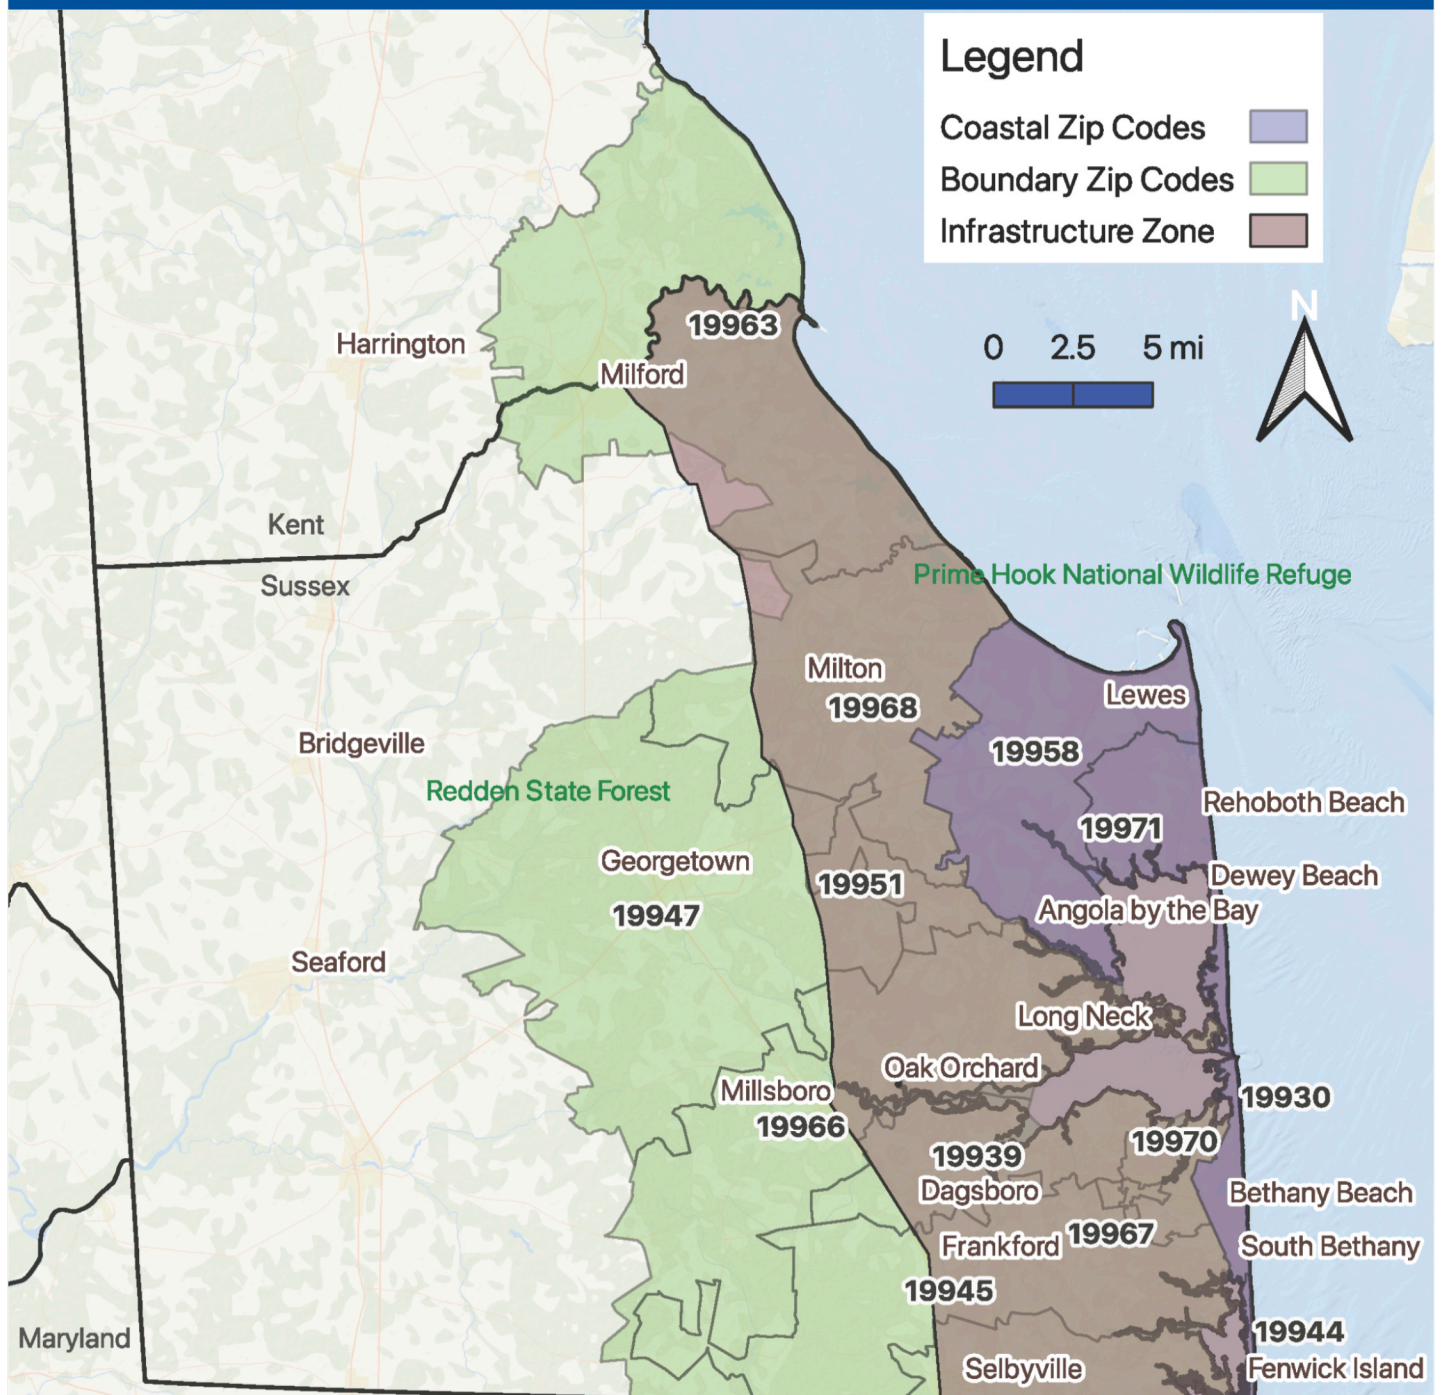 Legend
Coastal Zip Codes
Boundary Zip Codes
Infrastructure Zone
N
0 2.5 5 mi
19963
Harrington
Milford
Kent
Sussex
Prime Hook National Wildlife Refuge
Milton
19968
Lewes
Bridgeville
19958
Redden State Forest
Rehoboth Beach
19971
Georgetown
19951
Dewey Beach
19947
Angola by the Bay
Seaford
Long Neck
Oak Orchard
Millsboro
19930
19966
19970
19939
Dagsboro
Bethany Beach
Frankford
19967
South Bethany
19945
Maryland
19944
Selbyville
Fenwick Island